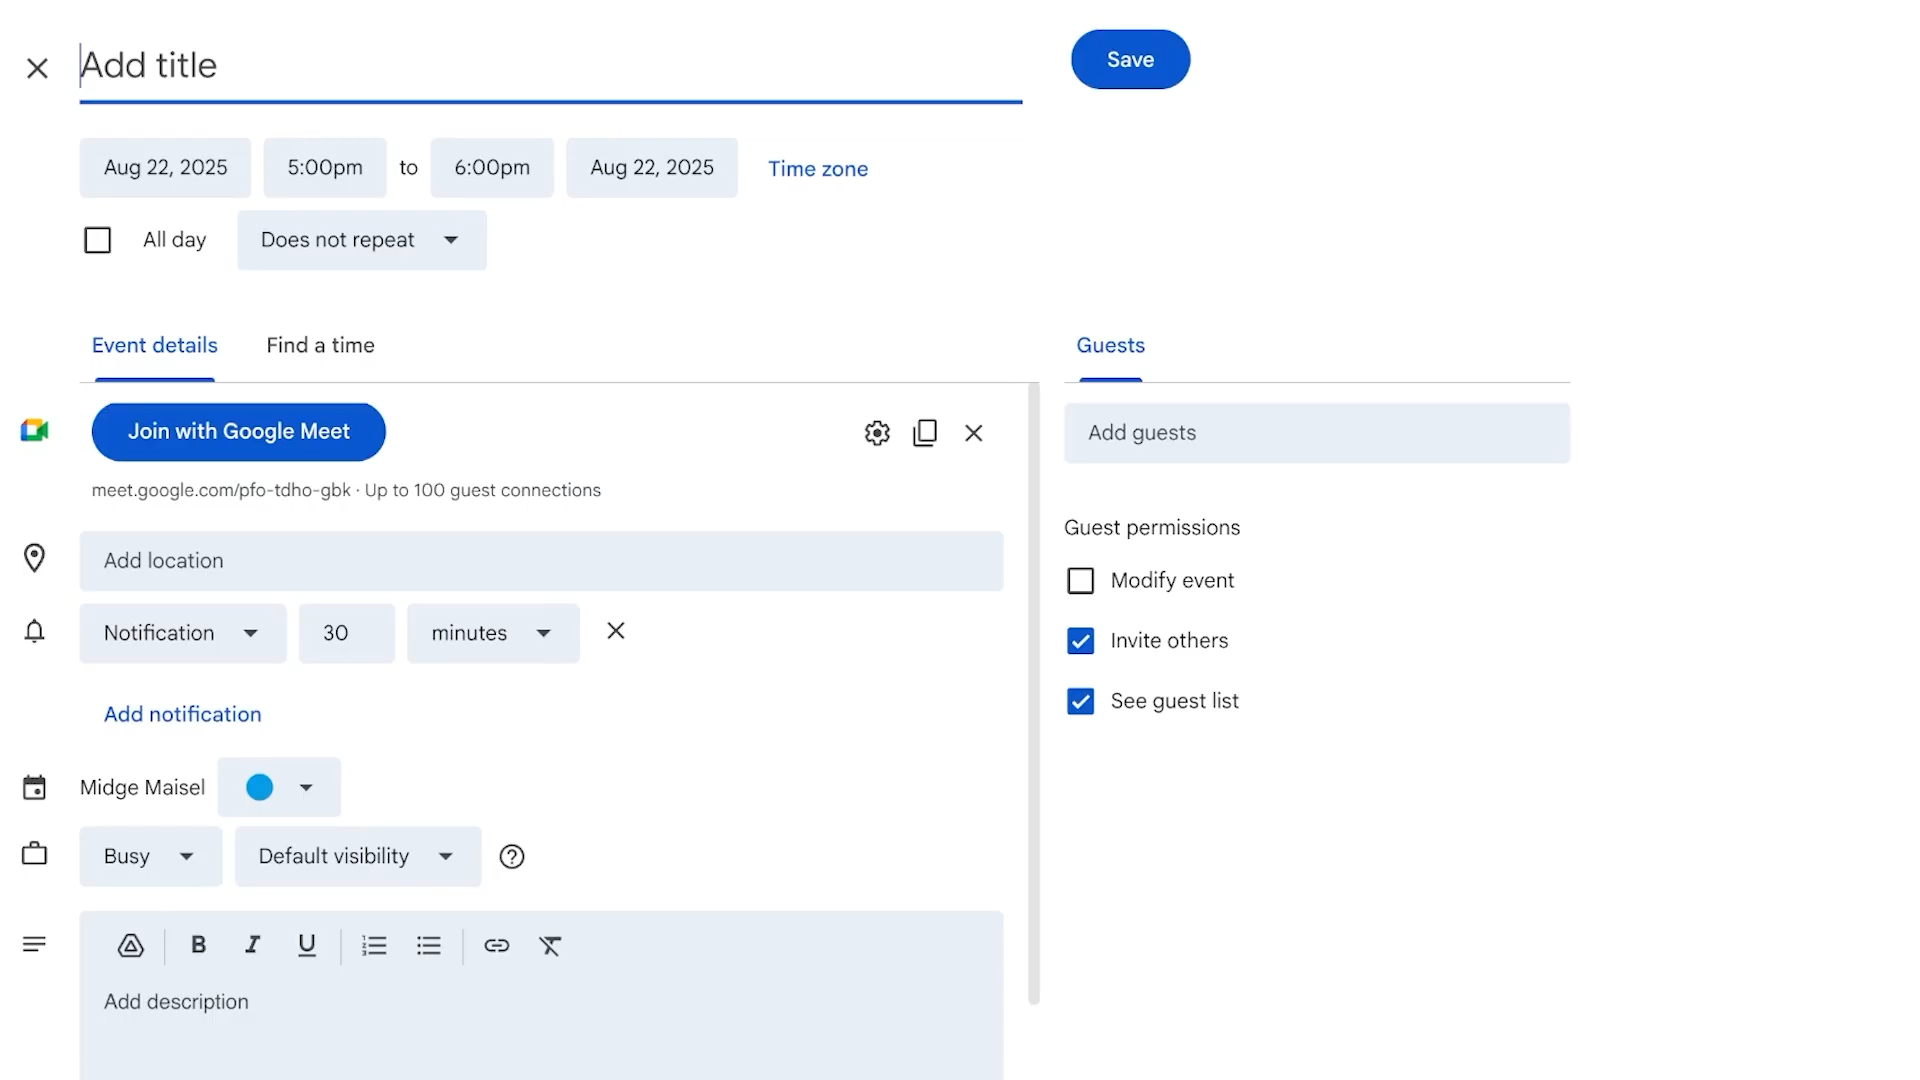 Add title
Save
Aug 22, 2025 5:00pm to 6:00pm Aug 22, 2025 Time zone
All day Does not repeat
Event details Find a time
Guests
Join with Google Meet
Add guests
meet.google.com/pfo-tdho-gbk · Up to 100 guest connections
Guest permissions
Add location
Modify event
Notification 30 minutes
Invite others
See guest list
Add notification
Midge Maisel
Busy Default visibility
B I U
Add description